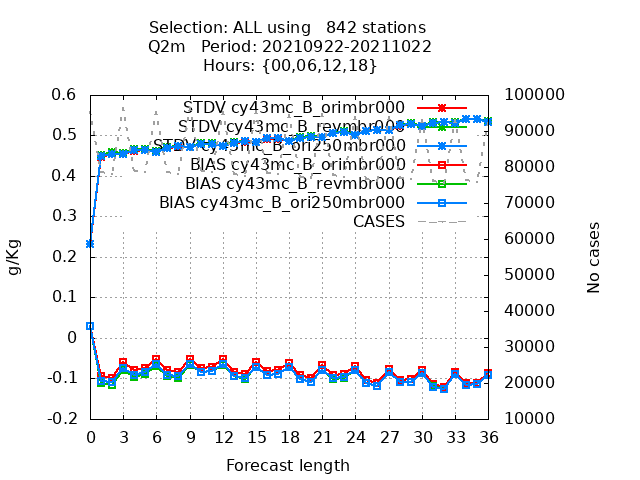 Selection: ALL using   842 stations
Q2m   Period: 20210922-20211022
Hours: {00,06,12,18}
0.6
0.5
0.4
0.3
0.2
0.1
0
-0.1
-0.2
g/Kg
STDV cy43mc_B_orimbr000
STDV cy43mc_B_revmbr000
STDV cy43mc_B_ori250mbr000
BIAS cy43mc_B_orimbr000
BIAS cy43mc_B_revmbr000
BIAS cy43mc_B_ori250mbr000
CASES
100000
90000
80000
70000
60000
50000
40000
30000
20000
10000
No cases
0 3 6 9 12 15 18 21 24 27 30 33 36
Forecast length